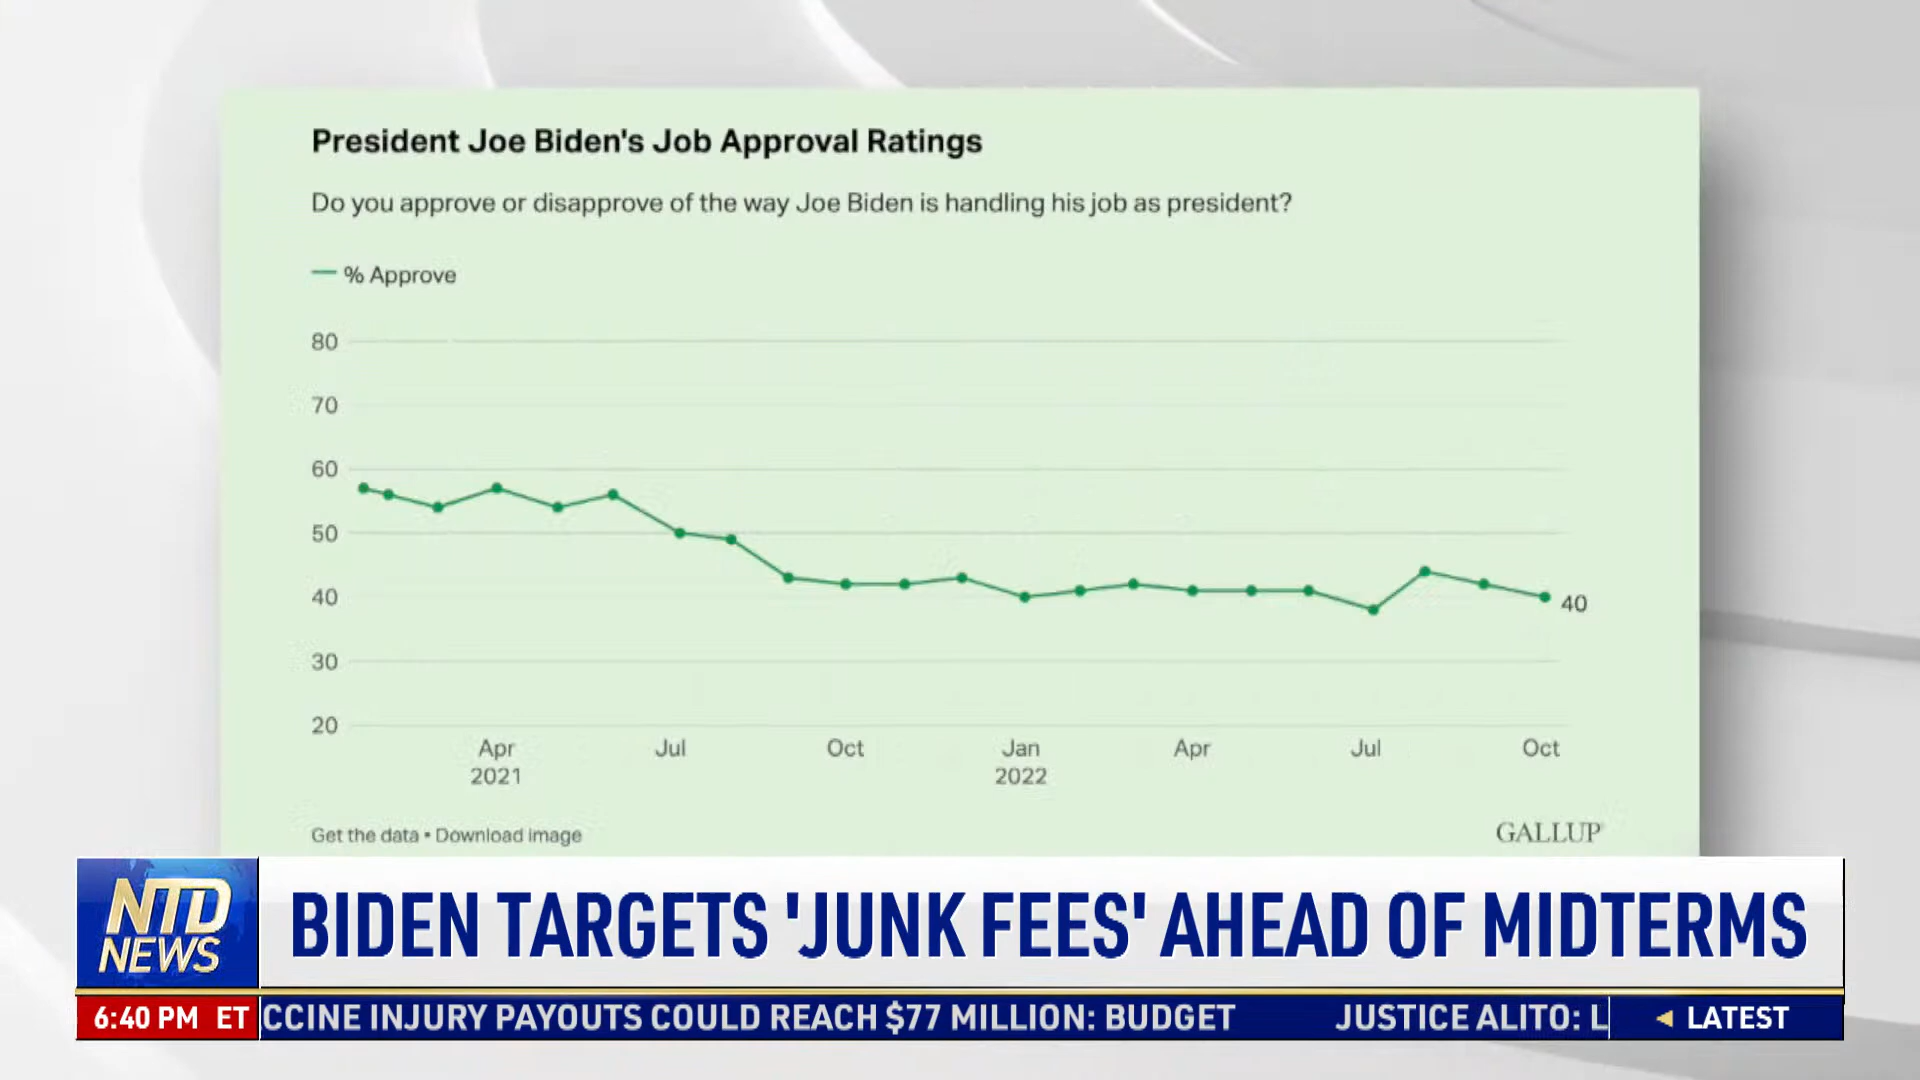 President Joe Biden's Job Approval Ratings
Do you approve or disapprove of the way Joe Biden is handling his job as president?
% Approve
80
70
60
50
40
40
30
20
Apr Jul Oct Jan Apr Jul Oct
2021 2022
Get the data • Download image
GALLUP
NTD
NEWS
BIDEN TARGETS 'JUNK FEES' AHEAD OF MIDTERMS
6:40 PM ET
CCINE INJURY PAYOUTS COULD REACH $77 MILLION: BUDGET JUSTICE ALITO: L
LATEST